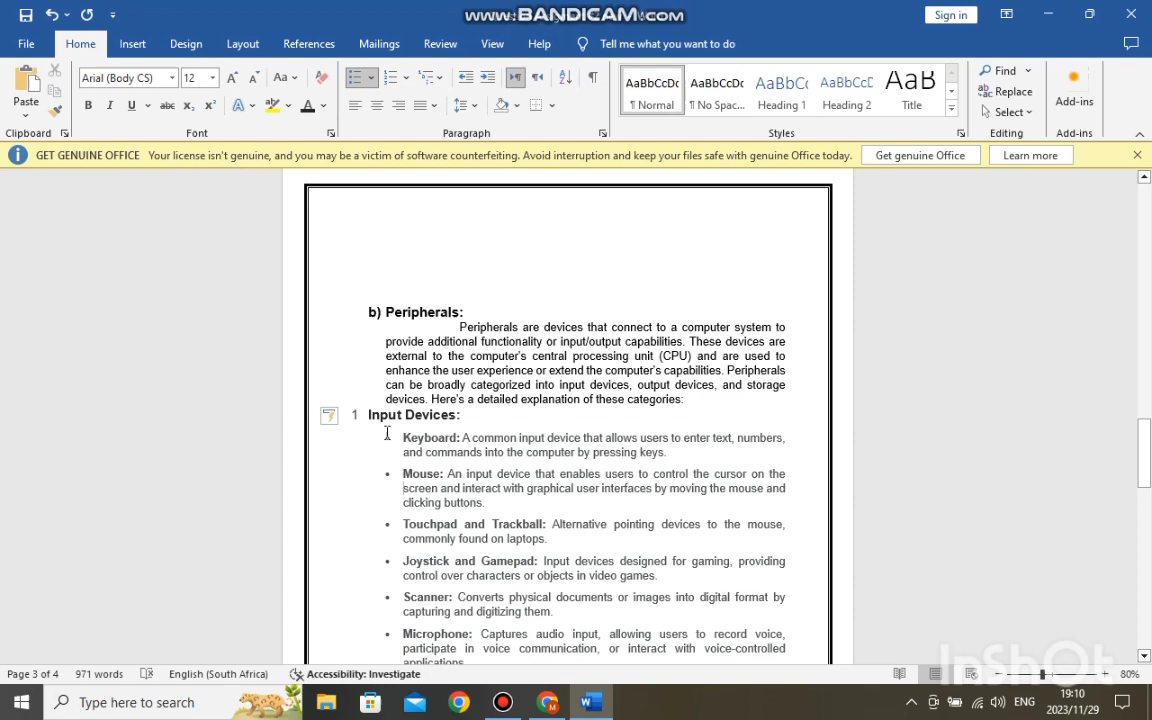 WWW.BANDICAM.COM
Sign in
File Home Insert Design Layout References Mailings Review View Help Tell me what you want to do
Paste
Arial (Body CS) 12
Find
Replace
Select
Add-ins
AaBbCcDc AaBbCcDc AaBbCc AaBbCcD AaB
¶ Normal ¶ No Spac... Heading 1 Heading 2 Title
Clipboard Font Paragraph Styles Editing Add-ins
GET GENUINE OFFICE Your license isn't genuine, and you may be a victim of software counterfeiting. Avoid interruption and keep your files safe with genuine Office today. Get genuine Office Learn more
b) Peripherals:
Peripherals are devices that connect to a computer system to
provide additional functionality or input/output capabilities. These devices are
external to the computer's central processing unit (CPU) and are used to
enhance the user experience or extend the computer's capabilities. Peripherals
can be broadly categorized into input devices, output devices, and storage
devices. Here's a detailed explanation of these categories:
1 Input Devices:
Keyboard: A common input device that allows users to enter text, numbers,
and commands into the computer by pressing keys.
• Mouse: An input device that enables users to control the cursor on the
screen and interact with graphical user interfaces by moving the mouse and
clicking buttons.
• Touchpad and Trackball: Alternative pointing devices to the mouse,
commonly found on laptops.
• Joystick and Gamepad: Input devices designed for gaming, providing
control over characters or objects in video games.
• Scanner: Converts physical documents or images into digital format by
capturing and digitizing them.
• Microphone: Captures audio input, allowing users to record voice,
participate in voice communication, or interact with voice-controlled
applications.
InShOt
Page 3 of 4 971 words English (South Africa) Accessibility: Investigate 80%
Type here to search
ENG
19:10
2023/11/29